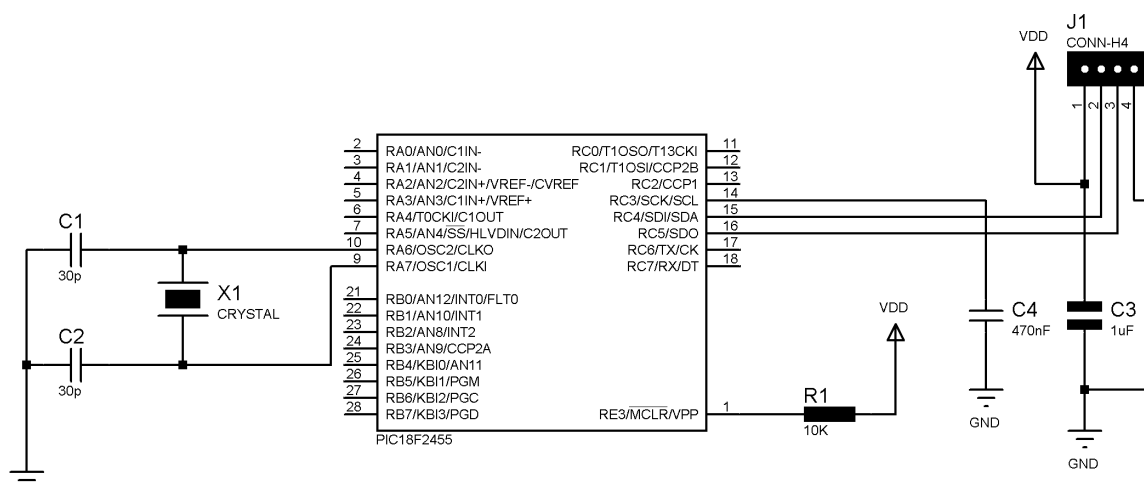 J1
CONN-H4
VDD
1
2
3
4
2
RA0/AN0/C1IN-
3
RA1/AN1/C2IN-
4
RA2/AN2/C2IN+/VREF-/CVREF
5
RA3/AN3/C1IN+/VREF+
6
RA4/T0CKI/C1OUT
7
RA5/AN4/SS/HLVDIN/C2OUT
10
RA6/OSC2/CLKO
9
RA7/OSC1/CLKI
21
RB0/AN12/INT0/FLT0
22
RB1/AN10/INT1
23
RB2/AN8/INT2
24
RB3/AN9/CCP2A
25
RB4/KBI0/AN11
26
RB5/KBI1/PGM
27
RB6/KBI2/PGC
28
RB7/KBI3/PGD
RC0/T1OSO/T13CKI
11
RC1/T1OSI/CCP2B
12
RC2/CCP1
13
RC3/SCK/SCL
14
RC4/SDI/SDA
15
RC5/SDO
16
RC6/TX/CK
17
RC7/RX/DT
18
RE3/MCLR/VPP
1
PIC18F2455
C1
30p
C2
30p
X1
CRYSTAL
VDD
R1
10K
C4
470nF
GND
C3
1uF
GND